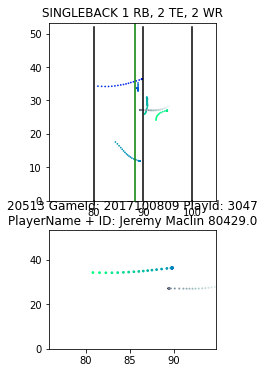 SINGLEBACK 1 RB, 2 TE, 2 WR
50
40
30
20
10
0
80 90 100
20513 GameId: 2017100809 PlayId: 3047
PlayerName + ID: Jeremy Maclin 80429.0
40
20
0
80 85 90